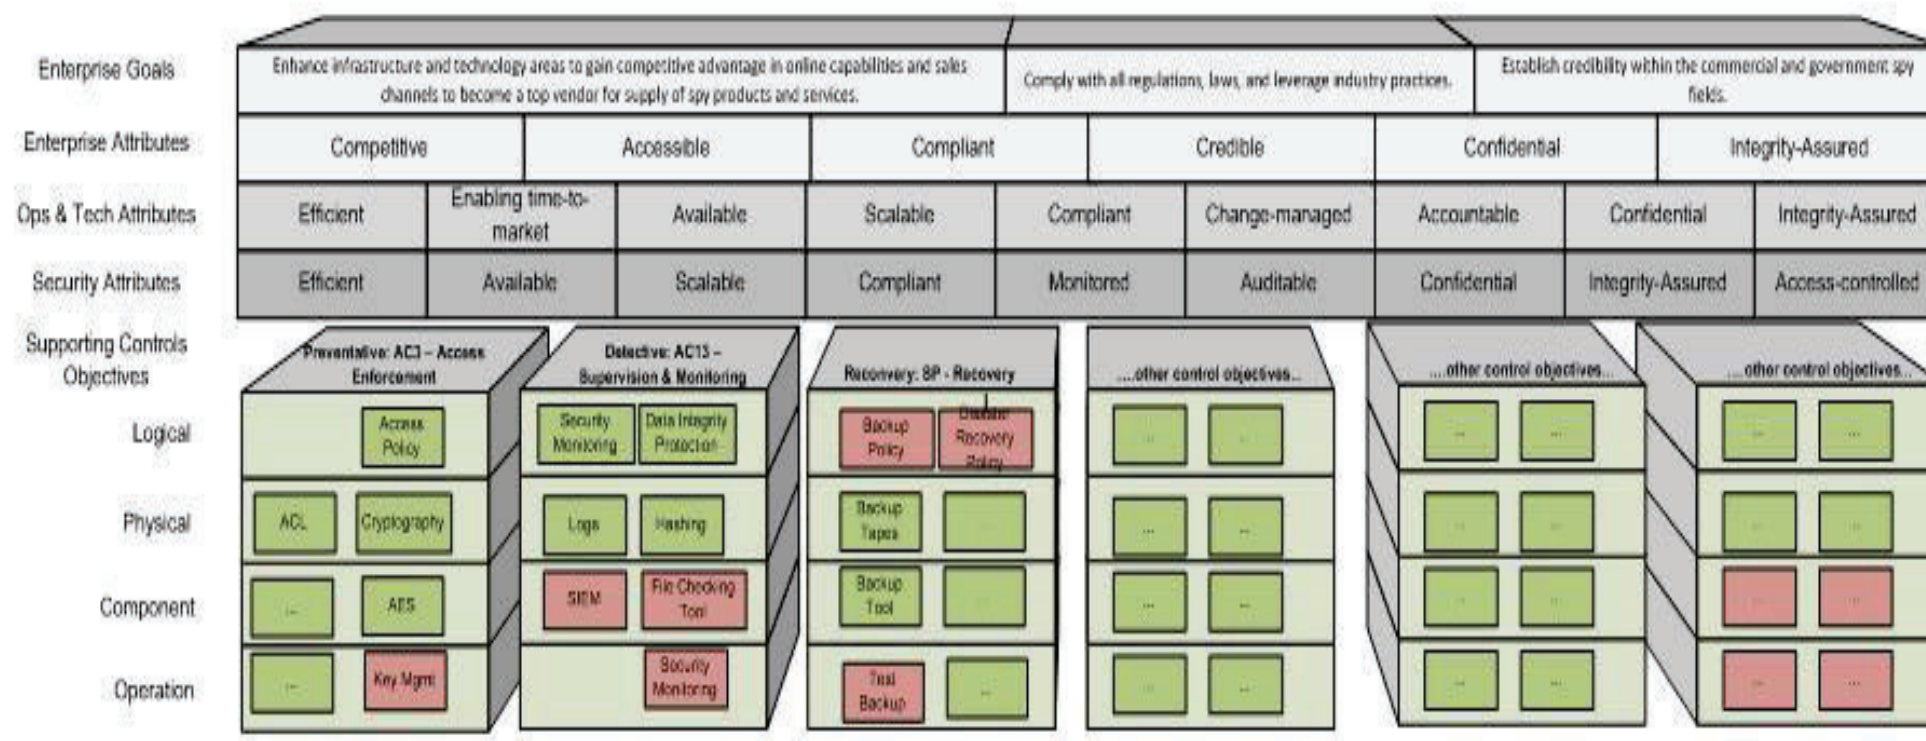 Enterprise Goals
Enhance infrastructure and technology areas to gain competitive advantage in online capabilities and sales
channels to become a top vendor for supply of spy products and services.
Comply with all regulations, laws, and leverage industry practices.
Establish credibility within the commercial and government spy
fields.
Enterprise Attributes
Competitive
Accessible
Compliant
Credible
Confidential
Integrity-Assured
Ops & Tech Attributes
Efficient
Enabling time-to-
market
Available
Scalable
Compliant
Change-managed
Accountable
Confidential
Integrity-Assured
Security Attributes
Efficient
Available
Scalable
Compliant
Monitored
Auditable
Confidential
Integrity-Assured
Access-controlled
Supporting Controls
Objectives
Preventative: AC3 – Access
Enforcement
Detective: AC13 –
Supervision & Monitoring
Reconvery: BP - Recovery
....other control objectives...
....other control objectives...
....other control objectives...
Logical
Access
Policy
Security
Monitoring
Data Integrity
Protection
Backup
Policy
Disaster
Recovery
Policy
...
...
...
...
...
...
Physical
ACL
Cryptography
Logs
Hashing
Backup
Tapes
...
...
...
...
...
...
...
Component
...
AES
SIEM
File Checking
Tool
Backup
Tool
...
...
...
...
...
...
...
Operation
...
Key Mgmt
Security
Monitoring
Test
Backup
...
...
...
...
...
...
...